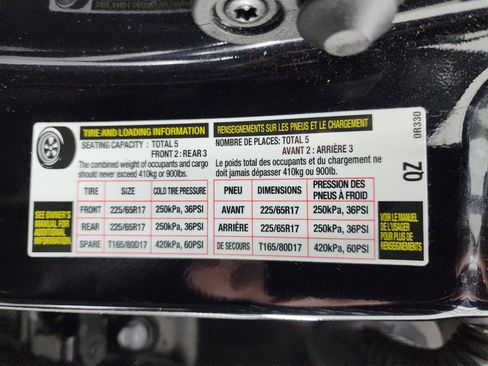 TIRE AND LOADING INFORMATION
SEATING CAPACITY : TOTAL 5
FRONT 2 : REAR 3
The combined weight of occupants and cargo
should never exceed 410kg or 900lbs.
TIRE SIZE COLD TIRE PRESSURE
FRONT 225/65R17 250kPa, 36PSI
REAR 225/65R17 250kPa, 36PSI
SPARE T165/80D17 420kPa, 60PSI
SEE OWNER'S
MANUAL FOR
ADDITIONAL
INFORMATION
RENSEIGNEMENTS SUR LES PNEUS ET LE CHARGEMENT
NOMBRE DE PLACES: TOTAL 5
AVANT 2 : ARRIÈRE 3
Le poids total des occupants et du chargement ne
doit jamais dépasser 410kg or 900lb.
PNEU DIMENSIONS PRESSION DES
PNEUS À FROID
AVANT 225/65R17 250kPa, 36PSI
ARRIÈRE 225/65R17 250kPa, 36PSI
DE SECOURS T165/80D17 420kPa, 60PSI
VOIR LE MANUEL
DE L'USAGER
POUR PLUS DE
RENSEIGNEMENTS
QZ
0R330